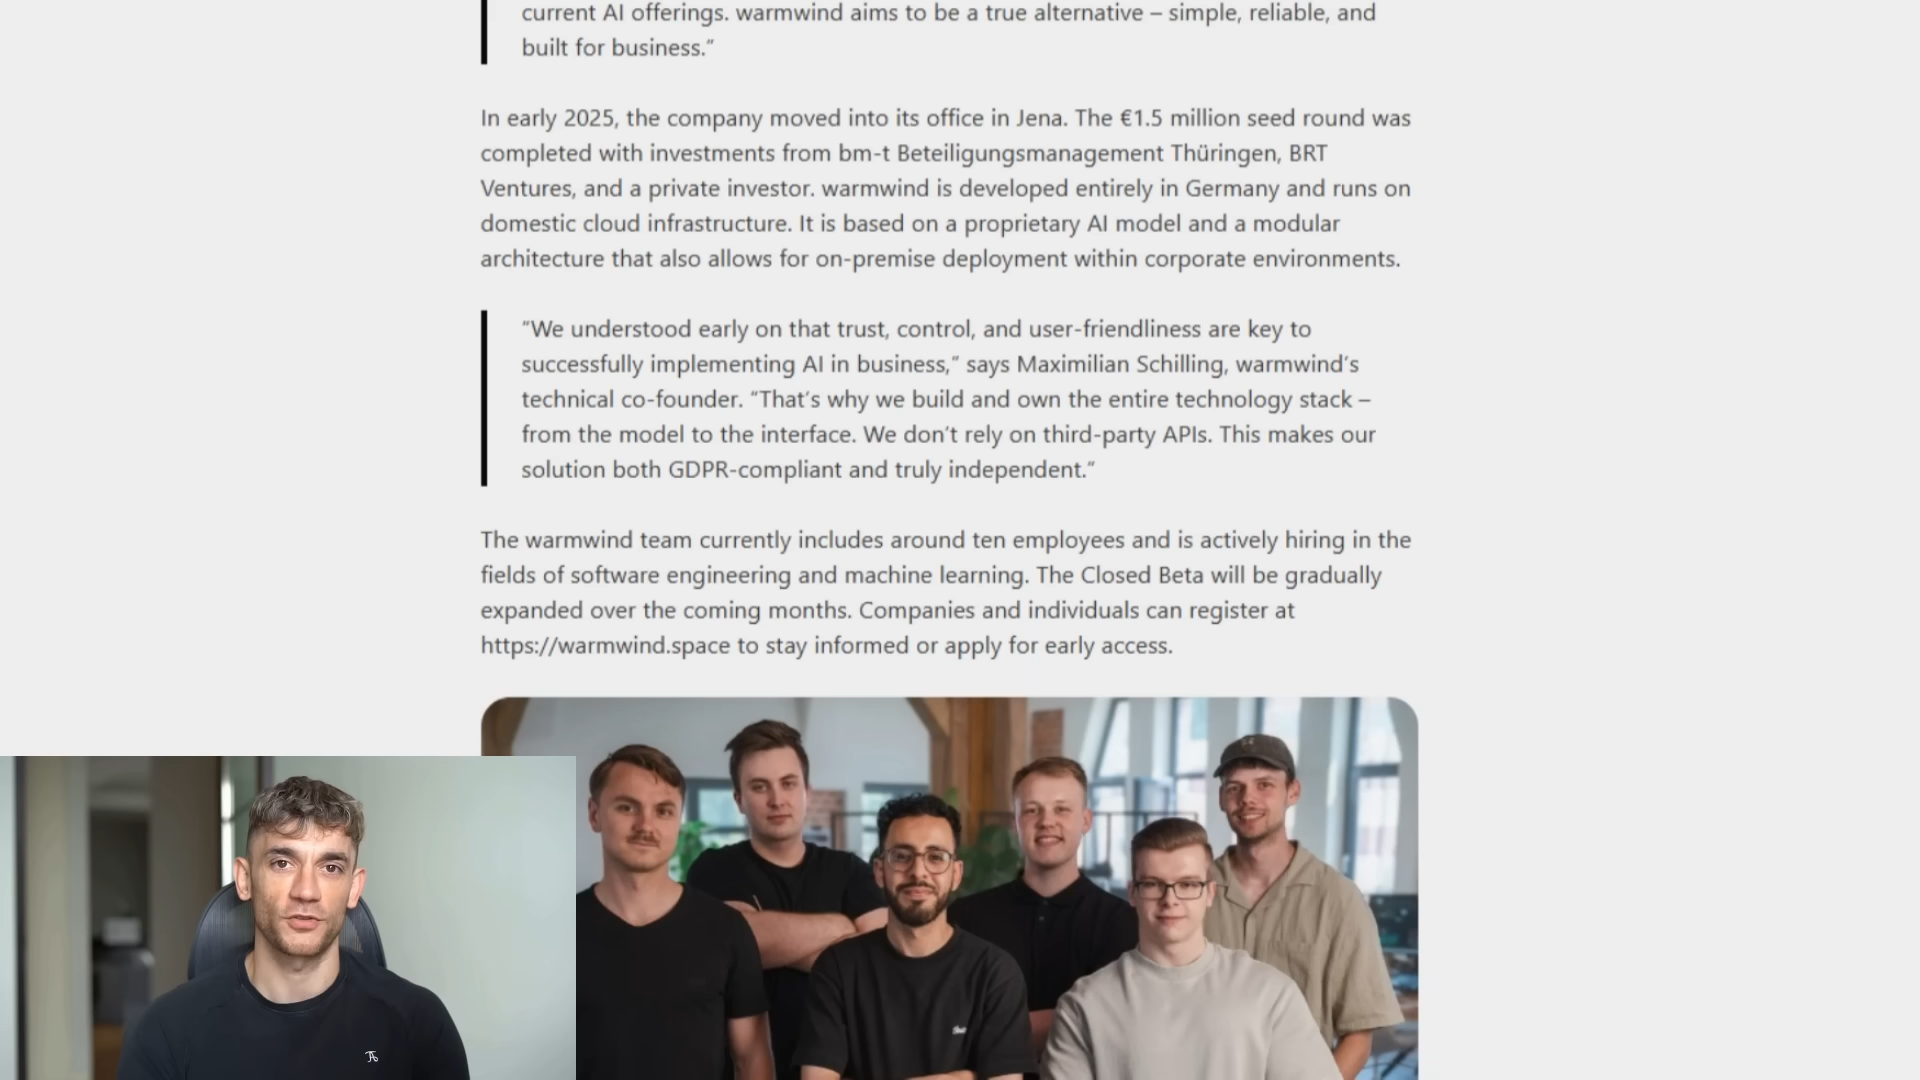 current AI offerings. warmwind aims to be a true alternative – simple, reliable, and
built for business.”
In early 2025, the company moved into its office in Jena. The €1.5 million seed round was
completed with investments from bm-t Beteiligungsmanagement Thüringen, BRT
Ventures, and a private investor. warmwind is developed entirely in Germany and runs on
domestic cloud infrastructure. It is based on a proprietary AI model and a modular
architecture that also allows for on-premise deployment within corporate environments.
“We understood early on that trust, control, and user-friendliness are key to
successfully implementing AI in business,” says Maximilian Schilling, warmwind’s
technical co-founder. “That’s why we build and own the entire technology stack –
from the model to the interface. We don’t rely on third-party APIs. This makes our
solution both GDPR-compliant and truly independent.”
The warmwind team currently includes around ten employees and is actively hiring in the
fields of software engineering and machine learning. The Closed Beta will be gradually
expanded over the coming months. Companies and individuals can register at
https://warmwind.space to stay informed or apply for early access.